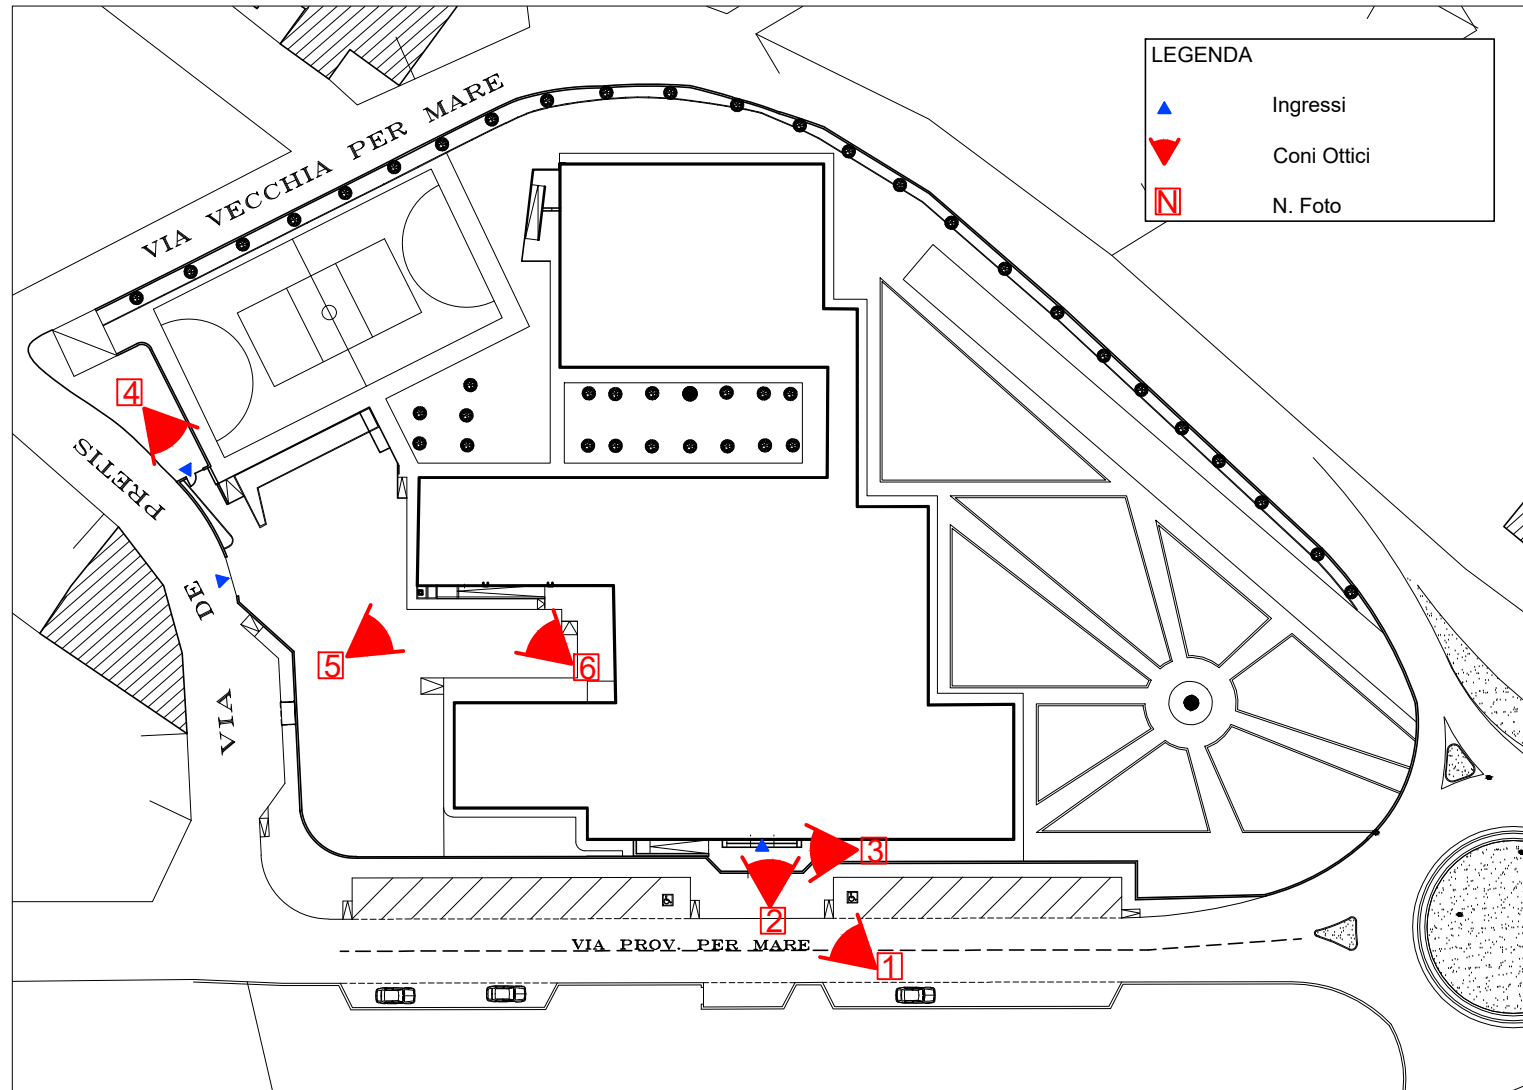 LEGENDA
Ingressi
Coni Ottici
N
N. Foto
VIA VECCHIA PER MARE
4
VIA DE PRETIS
5
6
3
2
VIA PROV. PER MARE
1